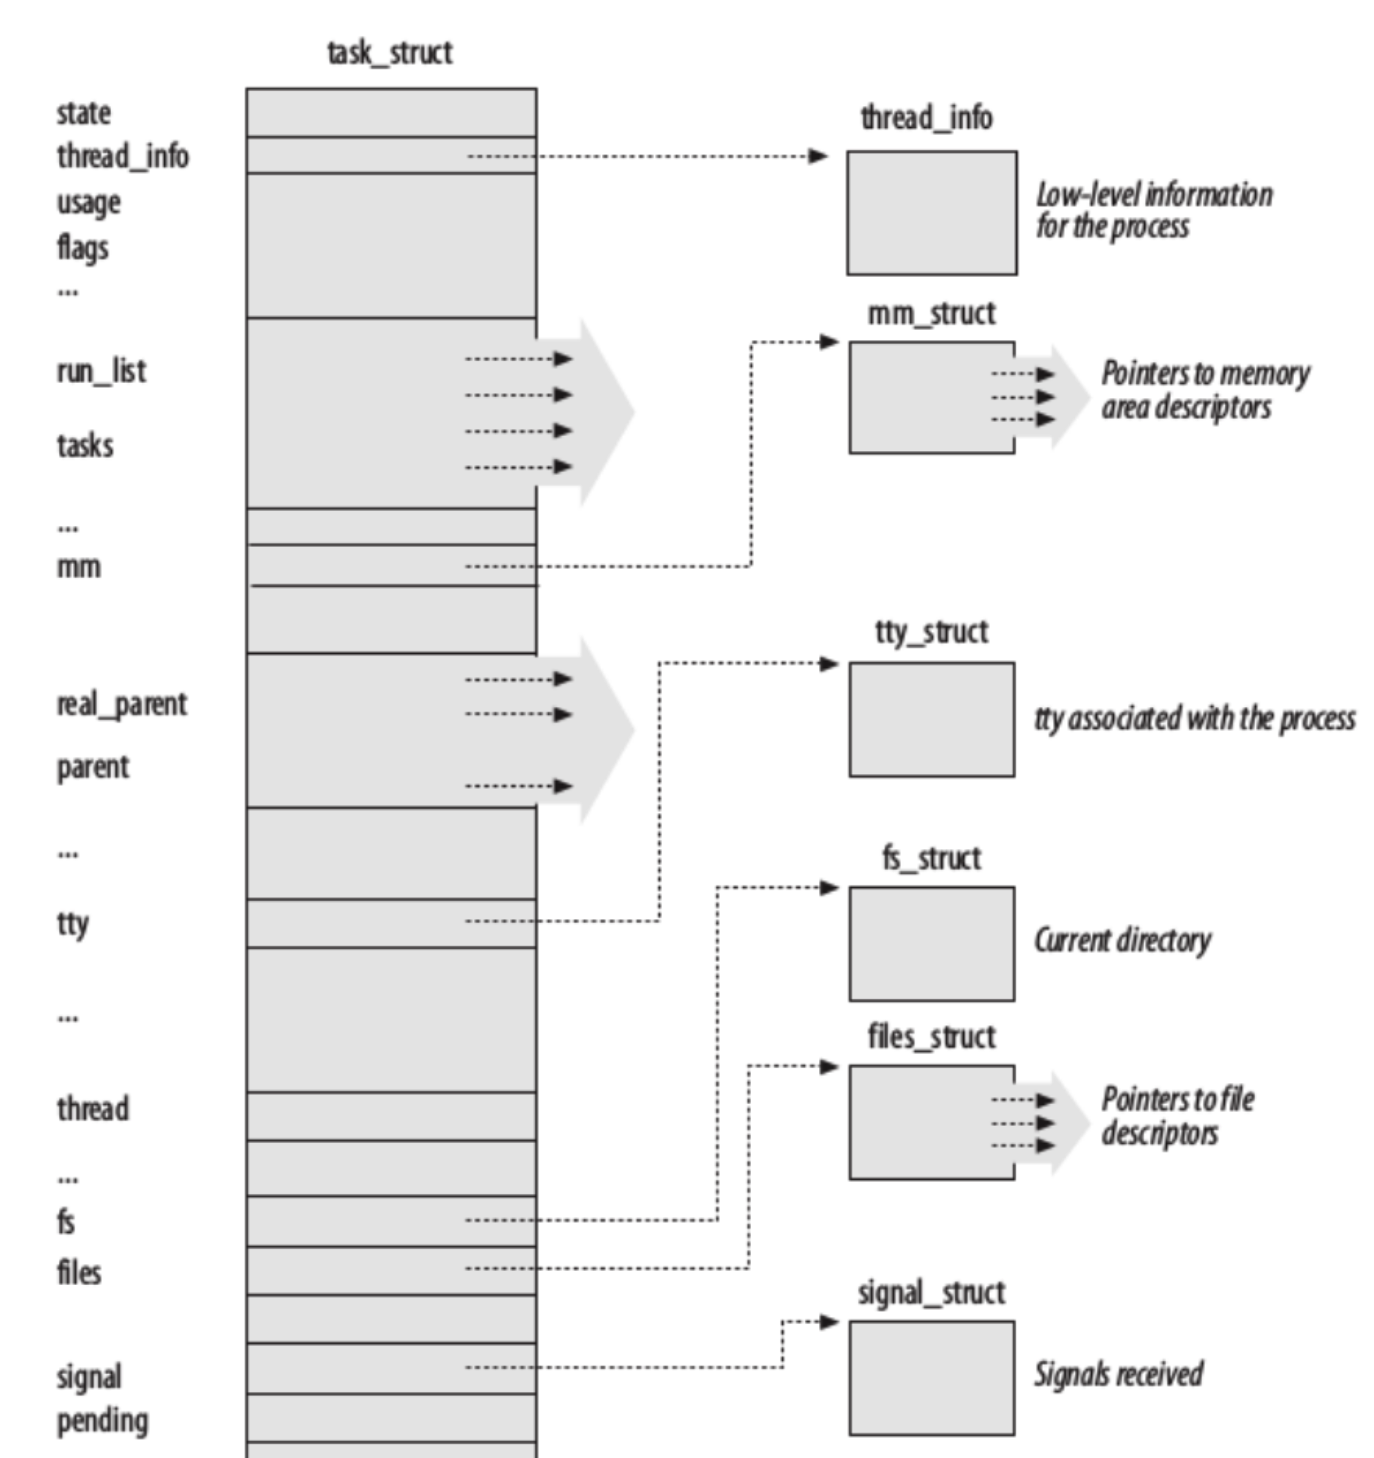 task_struct
state
thread_info
usage
flags
...
run_list
tasks
...
mm
real_parent
parent
...
tty
...
thread
...
fs
files
signal
pending
thread_info
Low-level information
for the process
mm_struct
Pointers to memory
area descriptors
tty_struct
tty associated with the process
fs_struct
Current directory
files_struct
Pointers to file
descriptors
signal_struct
Signals received